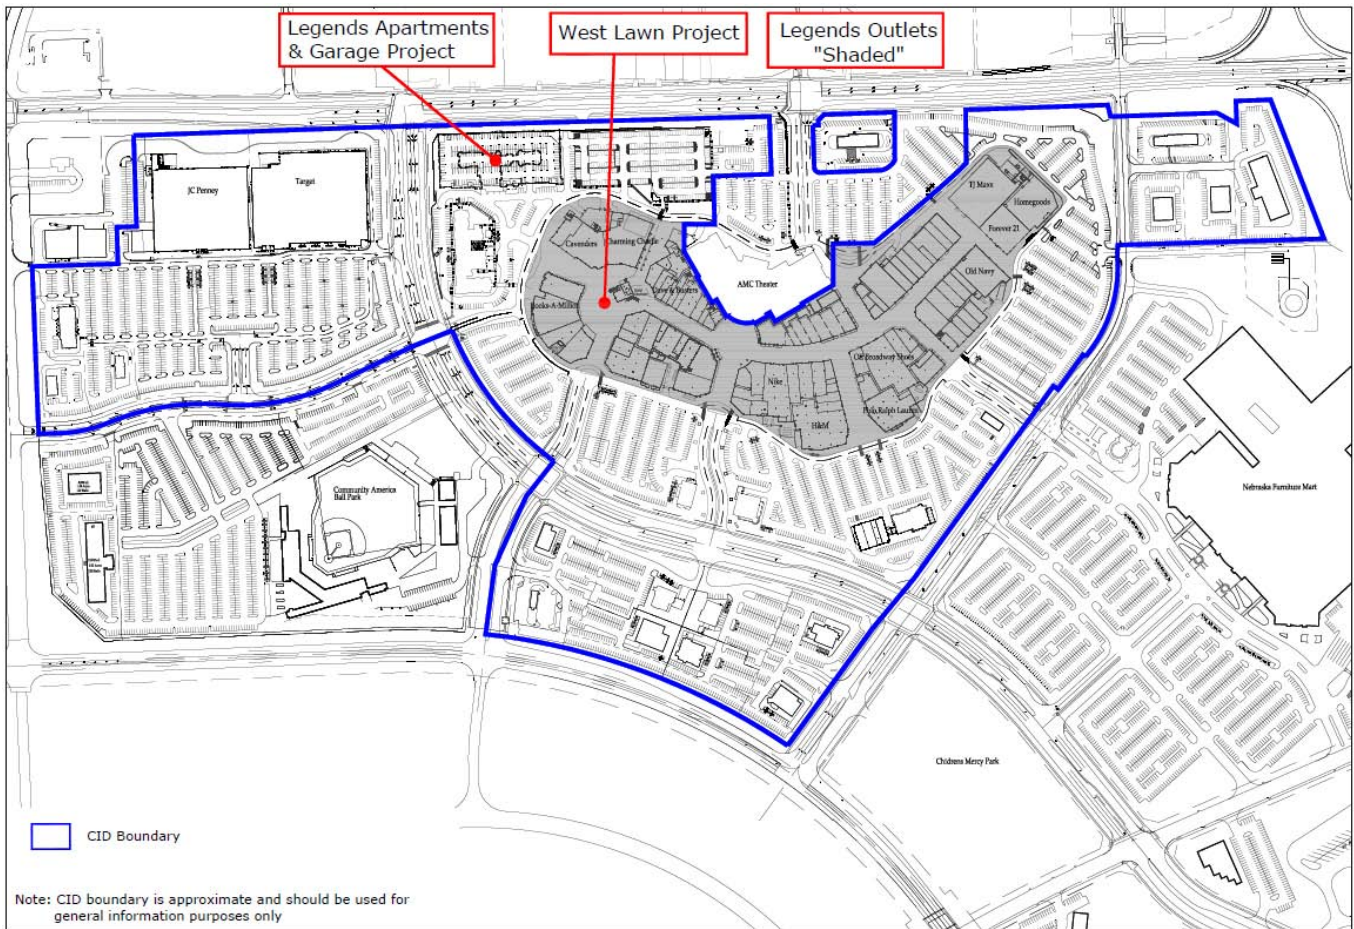 Legends Apartments
& Garage Project
West Lawn Project
Legends Outlets
"Shaded"
JC Penney
Target
TJ Maxx
Homegoods
Forever 21
Cavenders
Charming Charlie
Old Navy
AMC Theater
Dave & Busters
Books-A-Million
Off Broadway Shoes
Nike
Polo Ralph Lauren
H&M
Community America
Ball Park
Nebraska Furniture Mart
Childrens Mercy Park
CID Boundary
Note: CID boundary is approximate and should be used for
general information purposes only